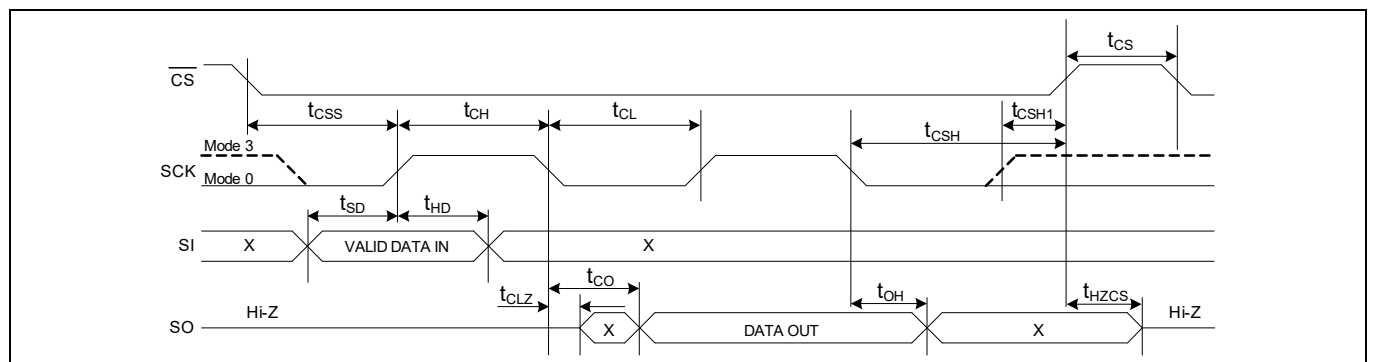 tCS
CS
tCSS tCH tCL tCSH1
tCSH
Mode 3
SCK
Mode 0
tSD tHD
SI X VALID DATA IN X
tCO
tCLZ tOH tHZCS
Hi-Z Hi-Z
SO X DATA OUT X